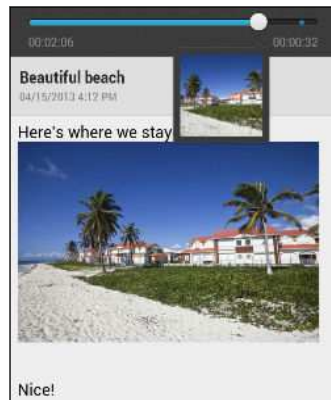 00:02:06 00:00:32
Beautiful beach
04/15/2013 4:12 PM
Here's where we stay
Nice!